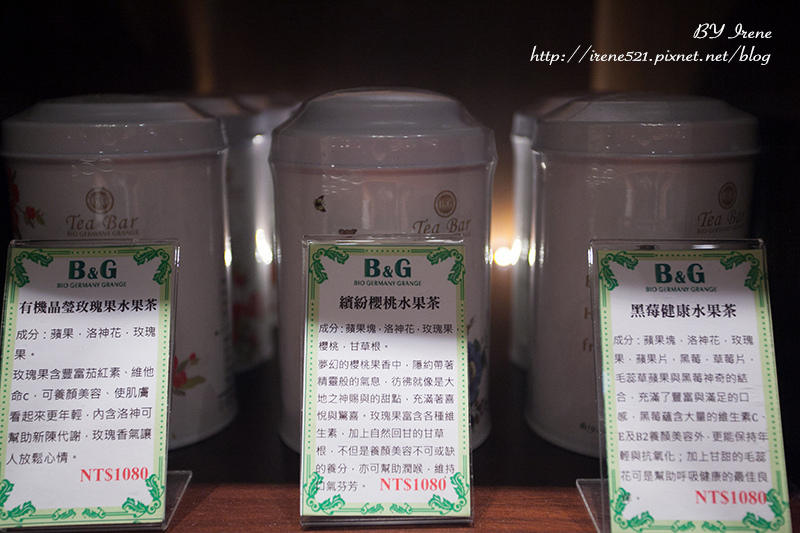 BY Irene
http://irene521.pixnet.net/blog
Tea Bar
BIO GERMANY GRANGE
B&G
Tea Bar
Tea Bar
BIO GERMANY GRANGE
B&G
BIO GERMANY GRANGE
有機晶瑩玫瑰果水果茶
成分：蘋果，洛神花，玫瑰
果。
玫瑰果含豐富茄紅素、維他
命c，可養顏美容、使肌膚
看起來更年輕，內含洛神可
幫助新陳代謝，玫瑰香氣讓
人放鬆心情。
NT$1080
B&G
BIO GERMANY GRANGE
繽紛櫻桃水果茶
成分：蘋果塊，洛神花，玫瑰果
櫻桃，甘草根。
夢幻的櫻桃果香中，隱約帶著
精靈般的氣息，彷彿就像是大
地之神賜與的甜點，充滿著喜
悅與驚喜。玫瑰果富含各種維
生素，加上自然回甘的甘草
根，不但是養顏美容不可或缺
的養分，亦可幫助潤喉，維持
口氣芬芳。
NT$1080
B&G
BIO GERMANY GRANGE
黑莓健康水果茶
成分：蘋果塊，洛神花，玫瑰
果，蘋果片，黑莓，草莓片，
毛蕊草蘋果與黑莓神奇的結
合，充滿了豐富與滿足的口
感，黑莓蘊含大量的維生素C、
E及B2養顏美容外，更能保持年
輕與抗氧化；加上甘甜的毛蕊
花可是幫助呼吸健康的最佳良
NT$1080